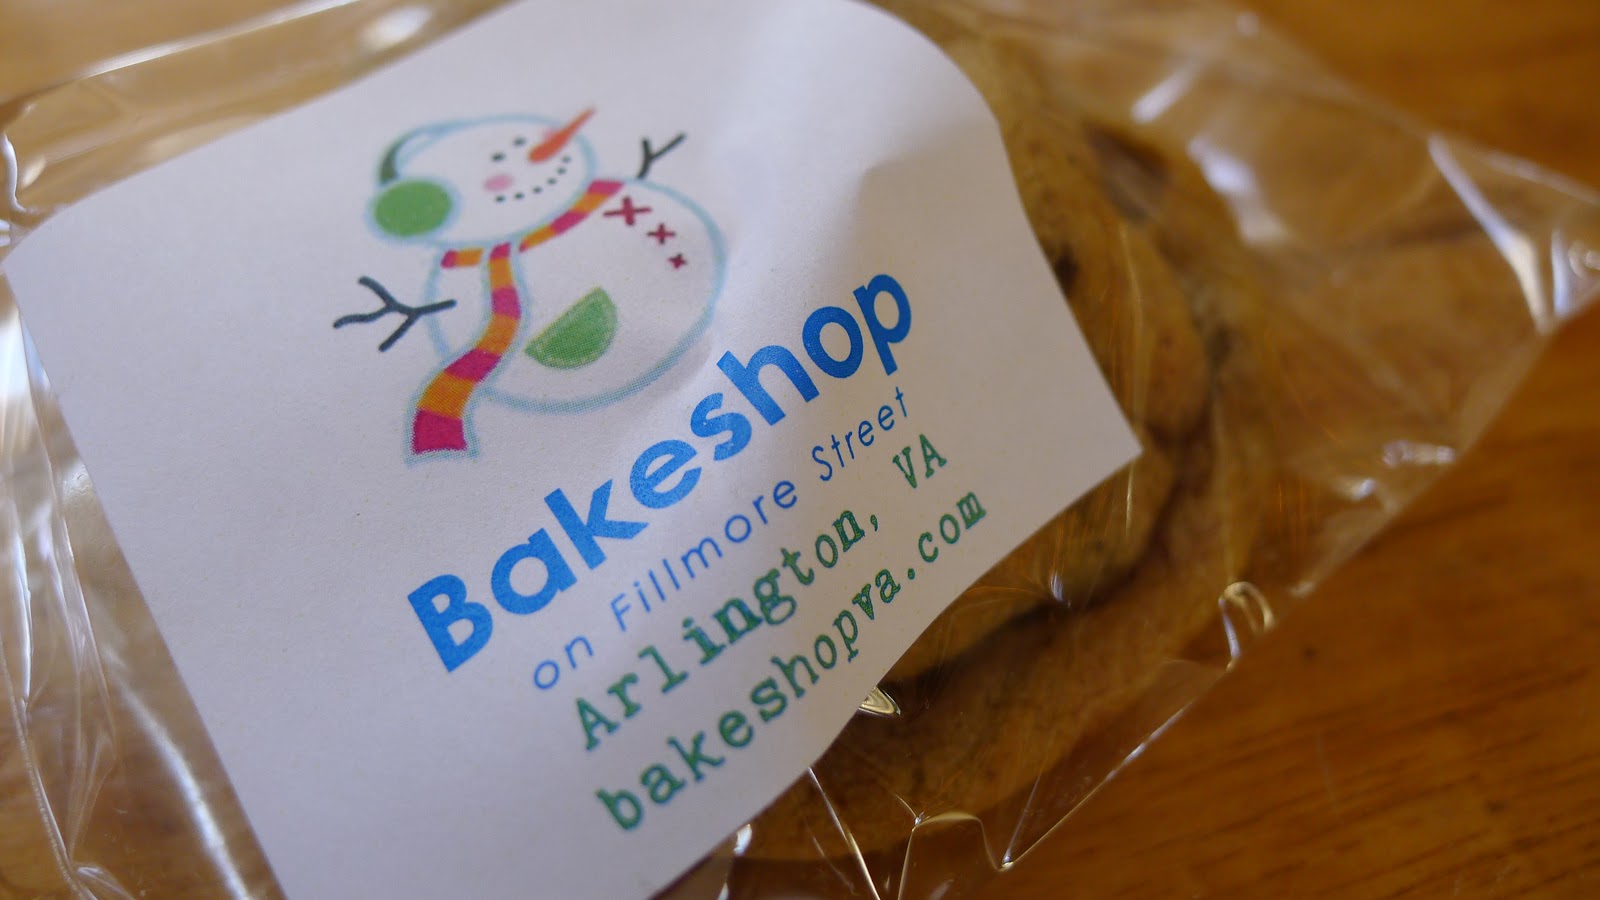 Bakeshop
on Fillmore Street
Arlington, VA
bakeshopva.com